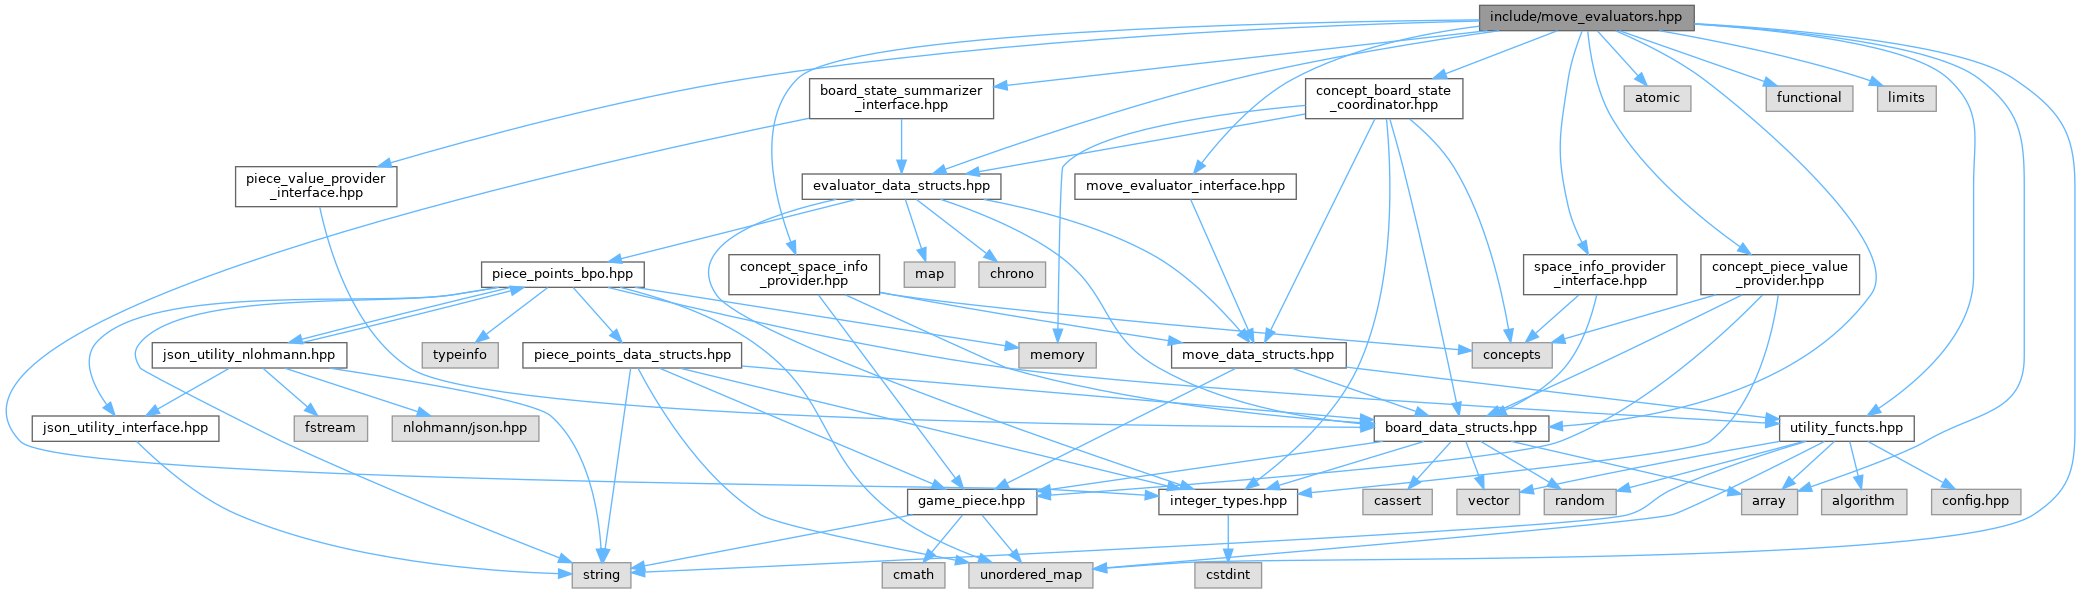 include/move_evaluators.hpp
board_state_summarizer
_interface.hpp
concept_board_state
_coordinator.hpp
atomic
functional
limits
piece_value_provider
_interface.hpp
evaluator_data_structs.hpp
move_evaluator_interface.hpp
piece_points_bpo.hpp
concept_space_info
_provider.hpp
map
chrono
space_info_provider
_interface.hpp
concept_piece_value
_provider.hpp
json_utility_nlohmann.hpp
typeinfo
piece_points_data_structs.hpp
memory
move_data_structs.hpp
concepts
json_utility_interface.hpp
fstream
nlohmann/json.hpp
board_data_structs.hpp
utility_functs.hpp
game_piece.hpp
integer_types.hpp
cassert
vector
random
array
algorithm
config.hpp
string
cmath
unordered_map
cstdint